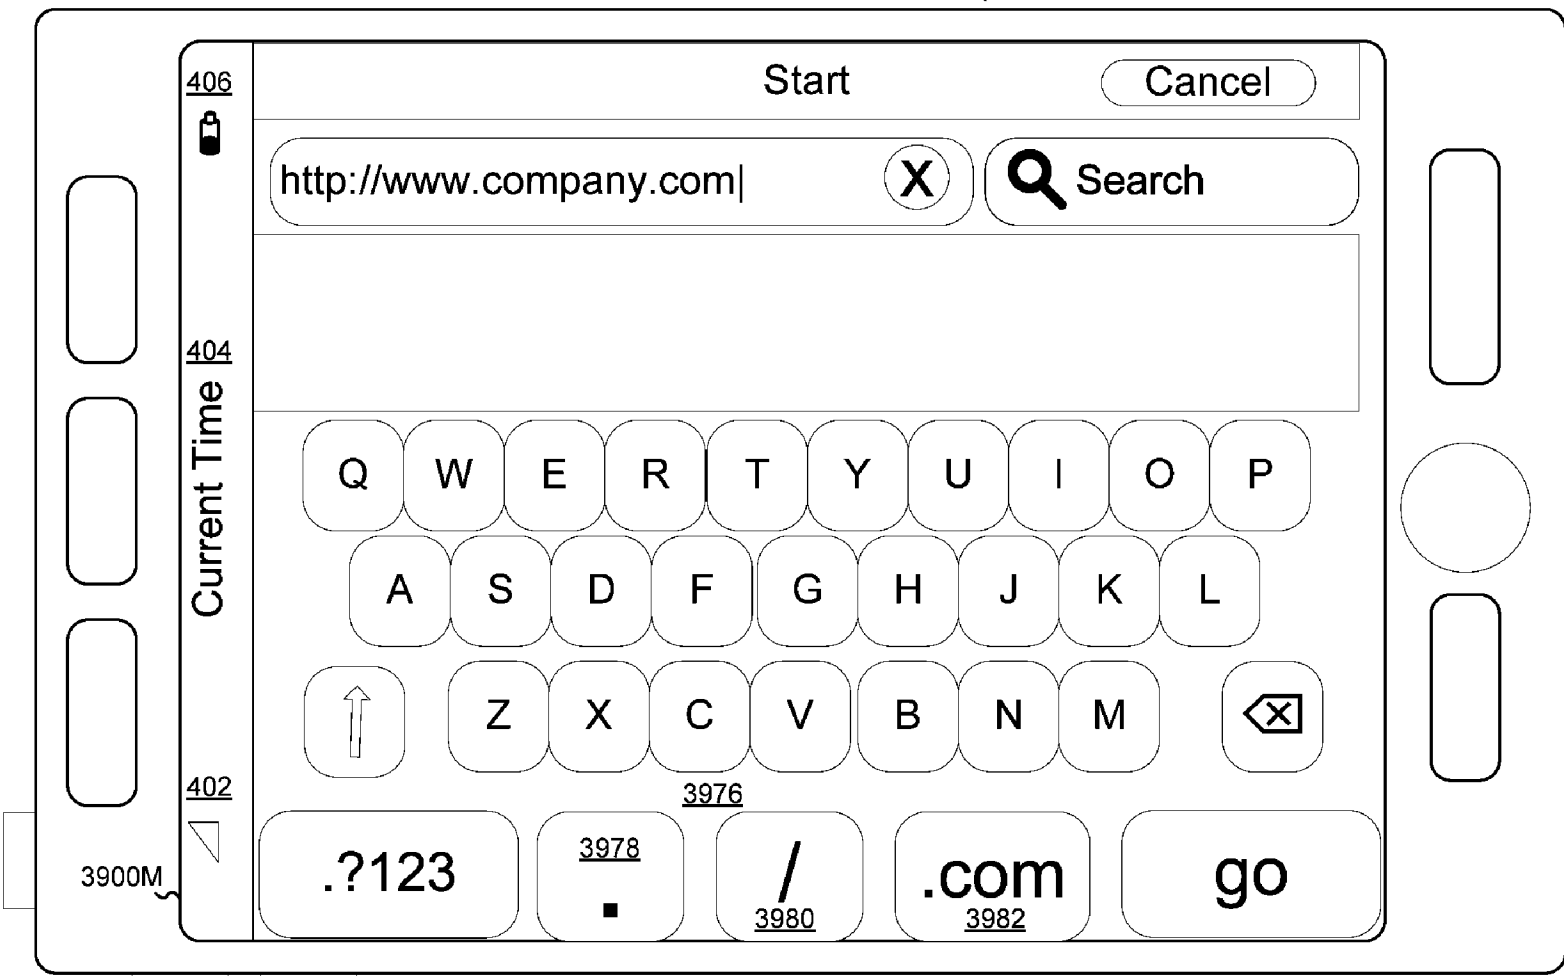 406
Start
Cancel
http://www.company.com|
X
Search
404
Current Time
Q W E R T Y U I O P
A S D F G H J K L
Z X C V B N M
402
3976
3900M
.?123
3978
.
/
3980
.com
3982
go